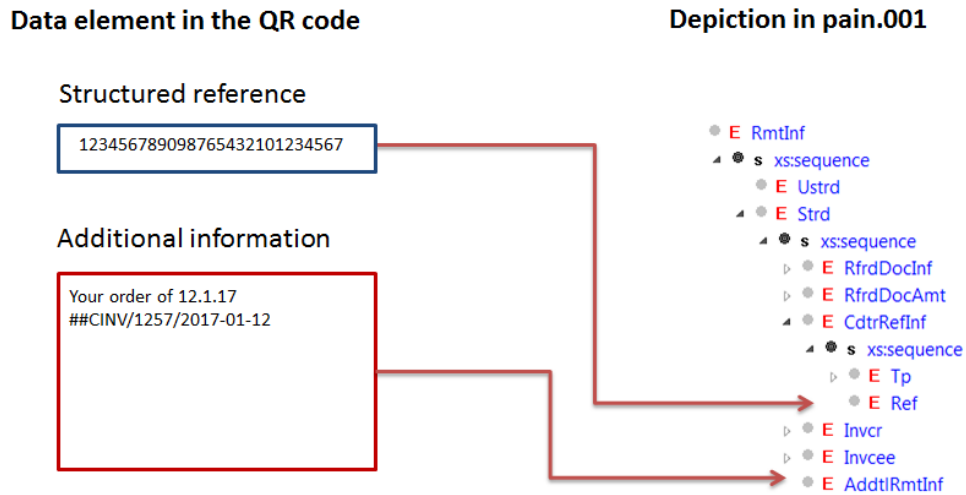 Data element in the QR code
Depiction in pain.001
Structured reference
123456789098765432101234567
Additional information
Your order of 12.1.17
##CINV/1257/2017-01-12
E RmtInf
s xs:sequence
E Ustrd
E Strd
s xs:sequence
E RfrdDocInf
E RfrdDocAmt
E CdtrRefInf
s xs:sequence
E Tp
E Ref
E Invcr
E Invcee
E AddtlRmtInf